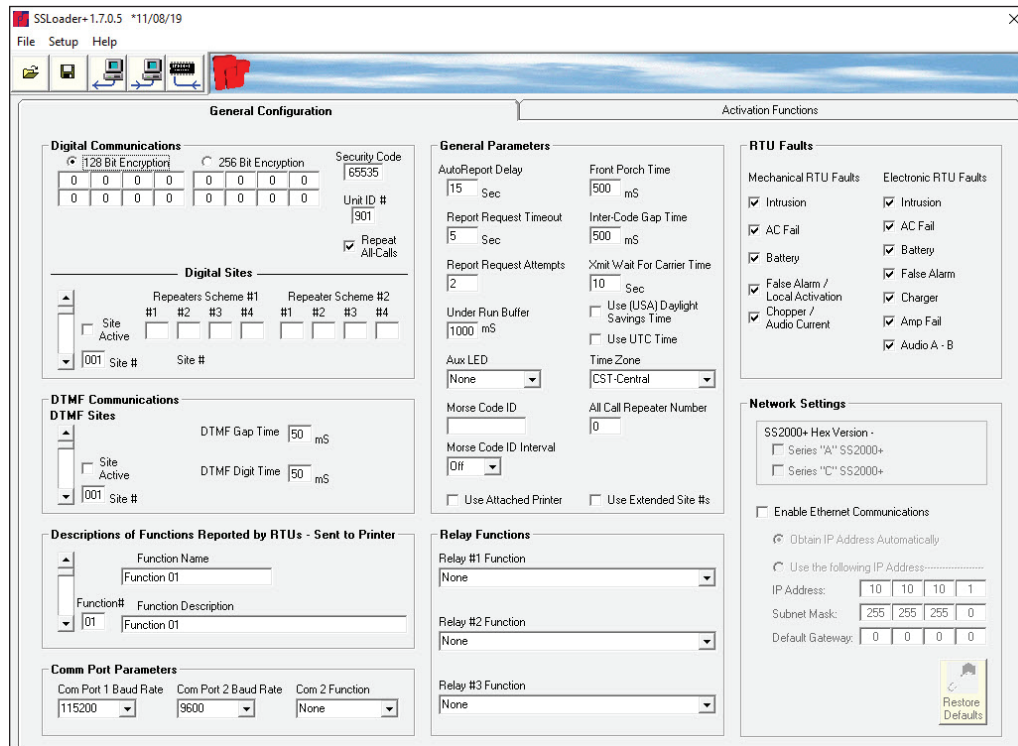 SSLoader+1.7.0.5 *11/08/19
File Setup Help
General Configuration
Activation Functions
Digital Communications
128 Bit Encryption
256 Bit Encryption
0 0 0 0
0 0 0 0
0 0 0 0
0 0 0 0
Security Code
65535
Unit ID #
901
Repeat
All-Calls
Digital Sites
Repeaters Scheme #1
Repeater Scheme #2
#1 #2 #3 #4
#1 #2 #3 #4
Site
Active
001 Site #
Site #
DTMF Communications
DTMF Sites
DTMF Gap Time 50 mS
Site
Active
DTMF Digit Time 50 mS
001 Site #
Descriptions of Functions Reported by RTUs - Sent to Printer
Function Name
Function 01
Function#
01
Function Description
Function 01
Comm Port Parameters
Com Port 1 Baud Rate
115200
Com Port 2 Baud Rate
9600
Com 2 Function
None
General Parameters
AutoReport Delay
15 Sec
Front Porch Time
500 mS
Report Request Timeout
5 Sec
Inter-Code Gap Time
500 mS
Report Request Attempts
2
Xmit Wait For Carrier Time
10 Sec
Under Run Buffer
1000 mS
Use (USA) Daylight
Savings Time
Use UTC Time
Aux LED
None
Time Zone
CST-Central
Morse Code ID
All Call Repeater Number
0
Morse Code ID Interval
Off
Use Attached Printer
Use Extended Site #s
Relay Functions
Relay #1 Function
None
Relay #2 Function
None
Relay #3 Function
None
RTU Faults
Mechanical RTU Faults
Intrusion
AC Fail
Battery
False Alarm /
Local Activation
Chopper /
Audio Current
Electronic RTU Faults
Intrusion
AC Fail
Battery
False Alarm
Charger
Amp Fail
Audio A - B
Network Settings
SS2000+ Hex Version -
Series "A" SS2000+
Series "C" SS2000+
Enable Ethernet Communications
Obtain IP Address Automatically
Use the following IP Address---------------------
IP Address: 10 10 10 1
Subnet Mask: 255 255 255 0
Default Gateway: 0 0 0 0
Restore
Defaults